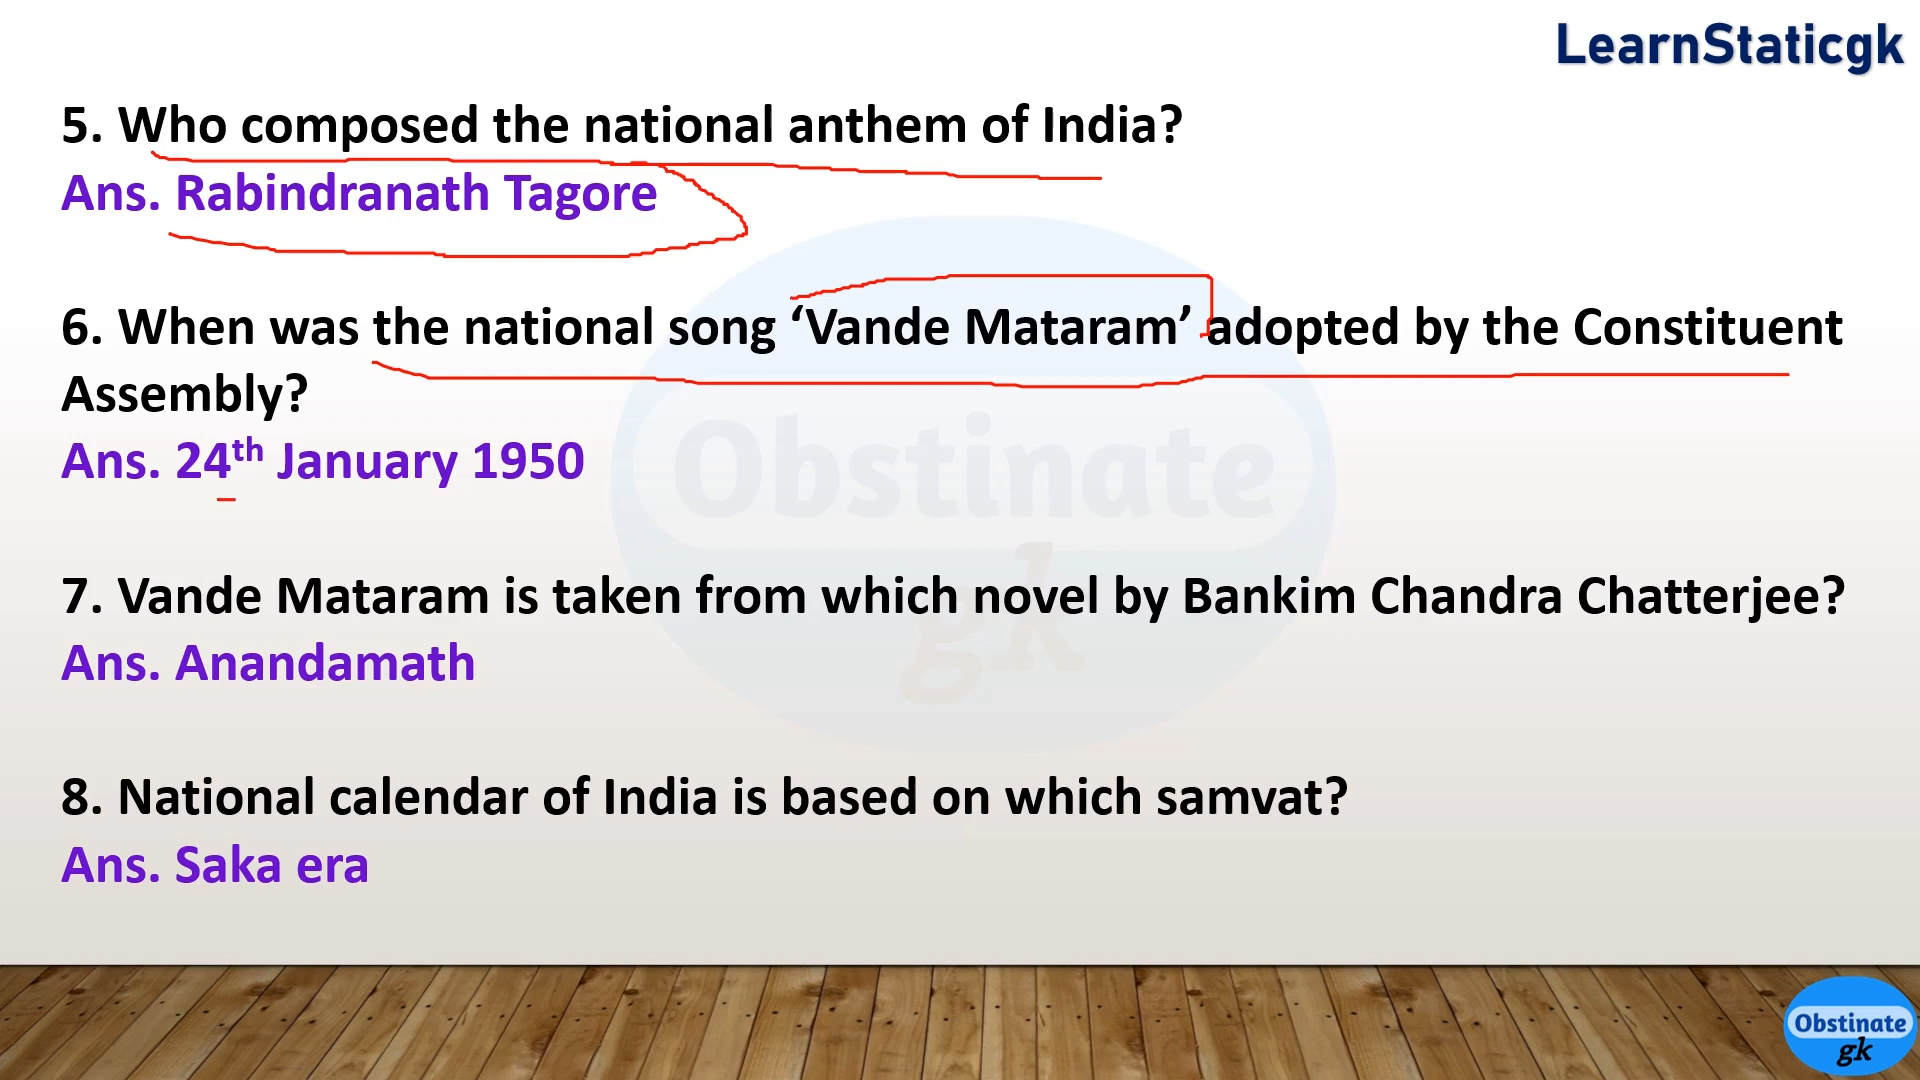 LearnStaticgk
5. Who composed the national anthem of India?
Ans. Rabindranath Tagore
6. When was the national song ‘Vande Mataram’ adopted by the Constituent
Assembly?
Ans. 24th January 1950
7. Vande Mataram is taken from which novel by Bankim Chandra Chatterjee?
Ans. Anandamath
8. National calendar of India is based on which samvat?
Ans. Saka era
Obstinate
gk
Obstinate
gk